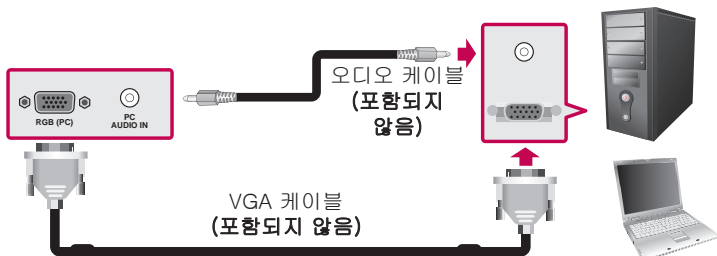 오디오 케이블
(포함되지
않음)
RGB (PC)
PC
AUDIO IN
VGA 케이블
(포함되지 않음)